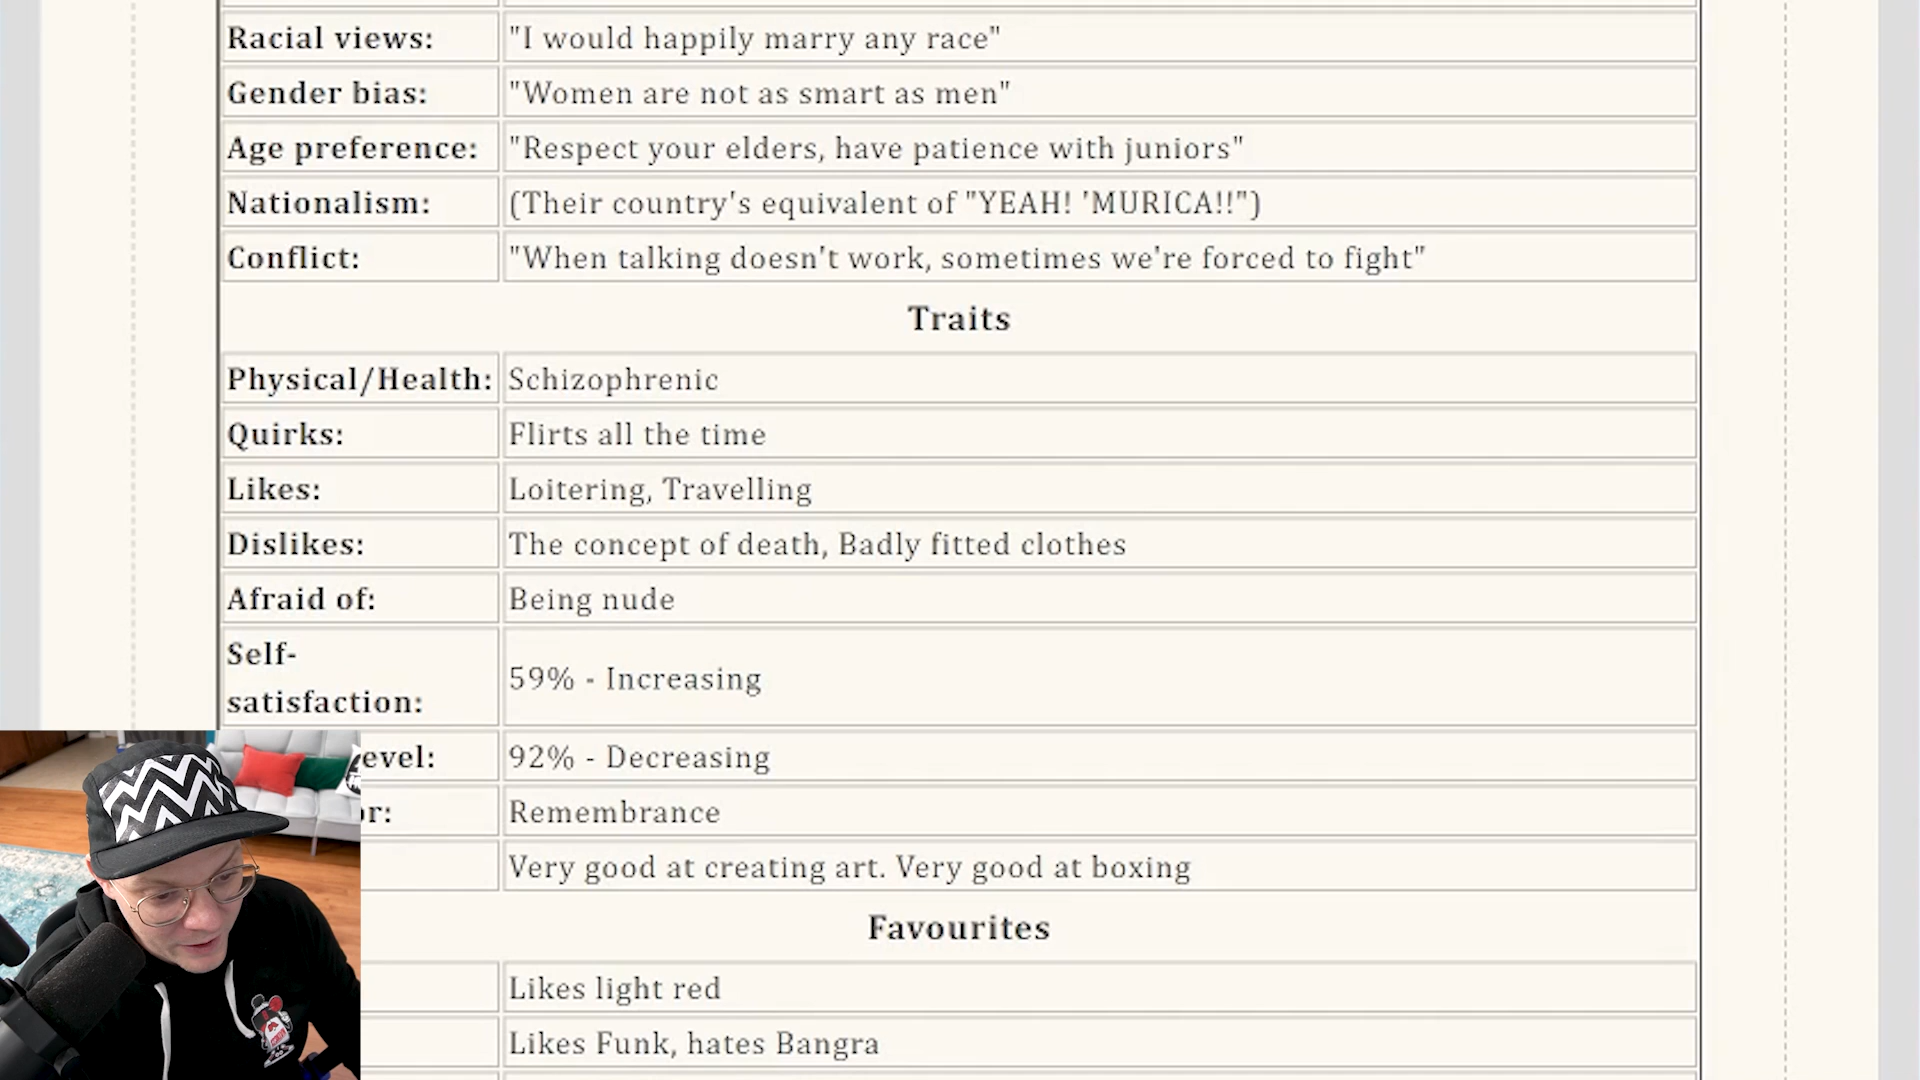 Racial views: "I would happily marry any race"
Gender bias: "Women are not as smart as men"
Age preference: "Respect your elders, have patience with juniors"
Nationalism: (Their country's equivalent of "YEAH! 'MURICA!!")
Conflict: "When talking doesn't work, sometimes we're forced to fight"
Traits
Physical/Health: Schizophrenic
Quirks: Flirts all the time
Likes: Loitering, Travelling
Dislikes: The concept of death, Badly fitted clothes
Afraid of: Being nude
Self-
satisfaction: 59% - Increasing
evel: 92% - Decreasing
r: Remembrance
Very good at creating art. Very good at boxing
Favourites
Likes light red
Likes Funk, hates Bangra